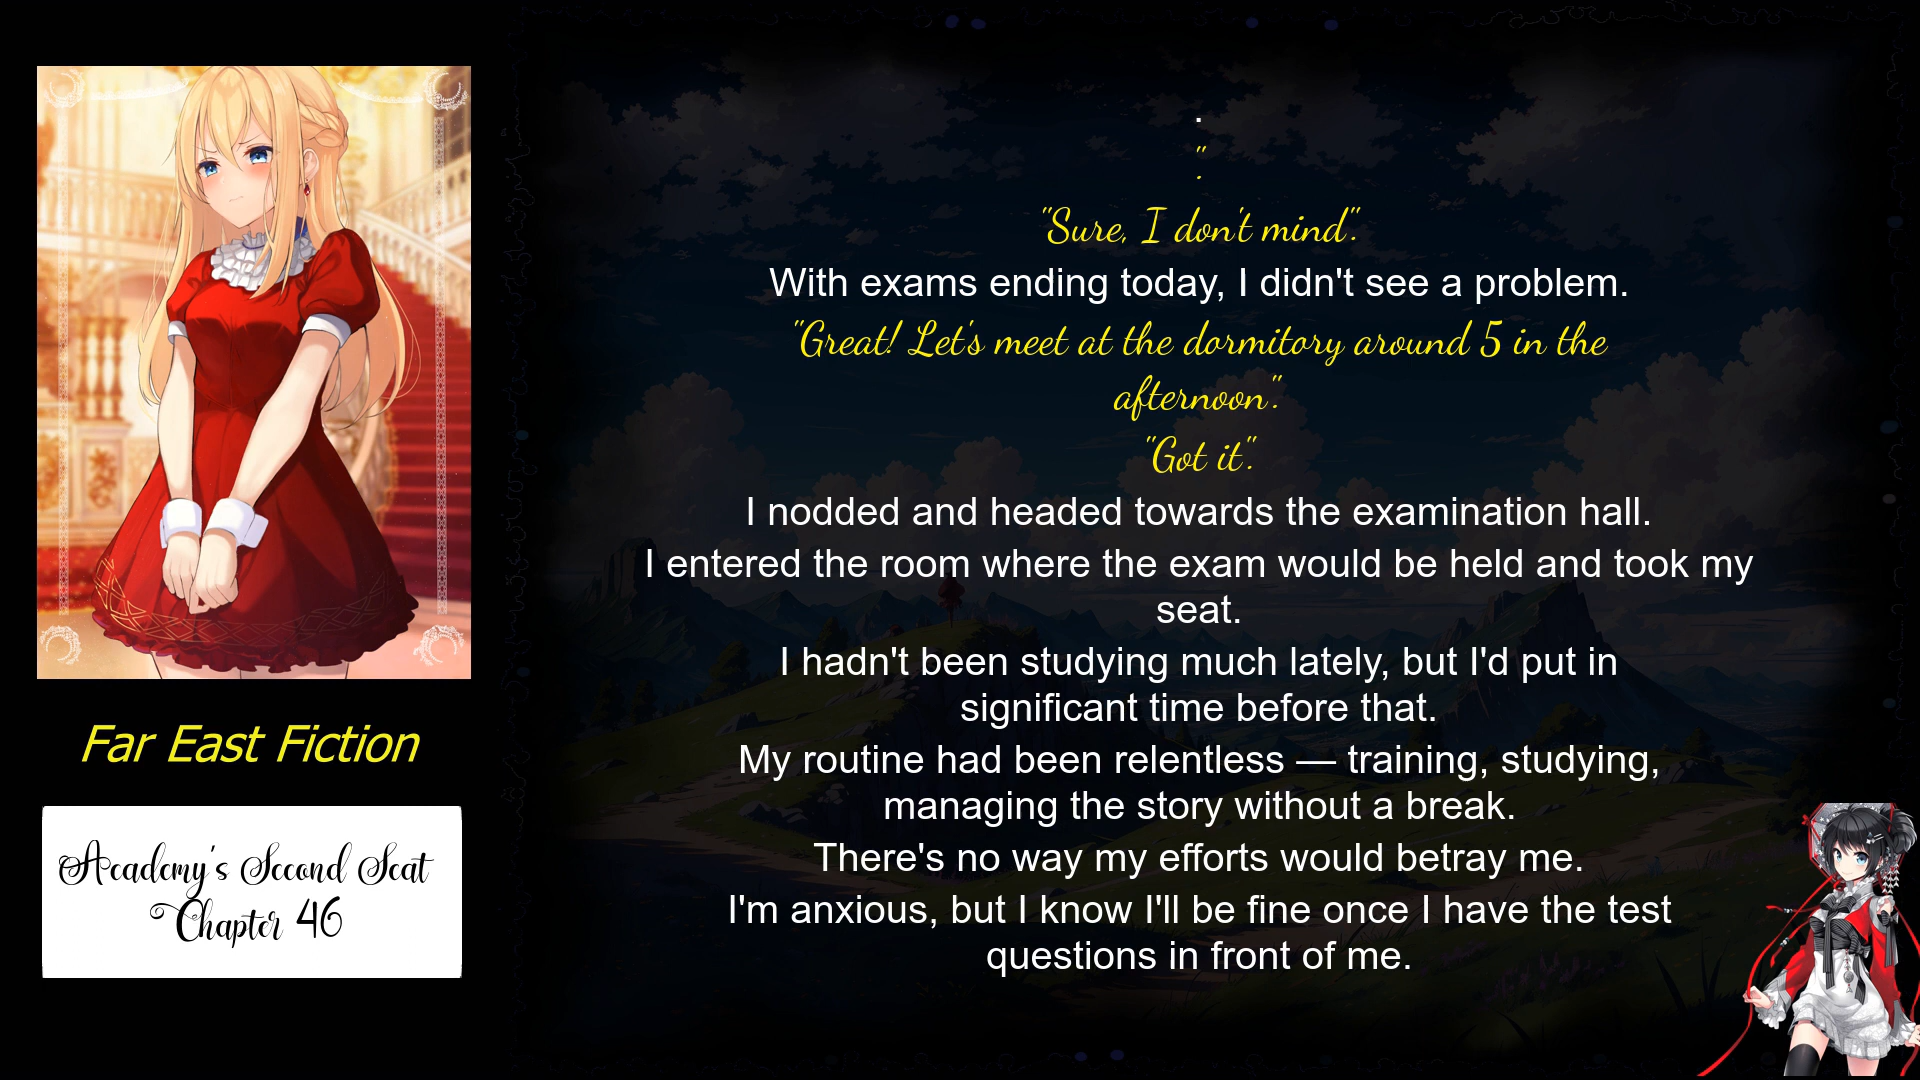 Far East Fiction
Academy's Second Seat
Chapter 46
.
".
"Sure, I don't mind".
With exams ending today, I didn't see a problem.
"Great! Let's meet at the dormitory around 5 in the
afternoon".
"Got it".
I nodded and headed towards the examination hall.
I entered the room where the exam would be held and took my
seat.
I hadn't been studying much lately, but I'd put in
significant time before that.
My routine had been relentless — training, studying,
managing the story without a break.
There's no way my efforts would betray me.
I'm anxious, but I know I'll be fine once I have the test
questions in front of me.